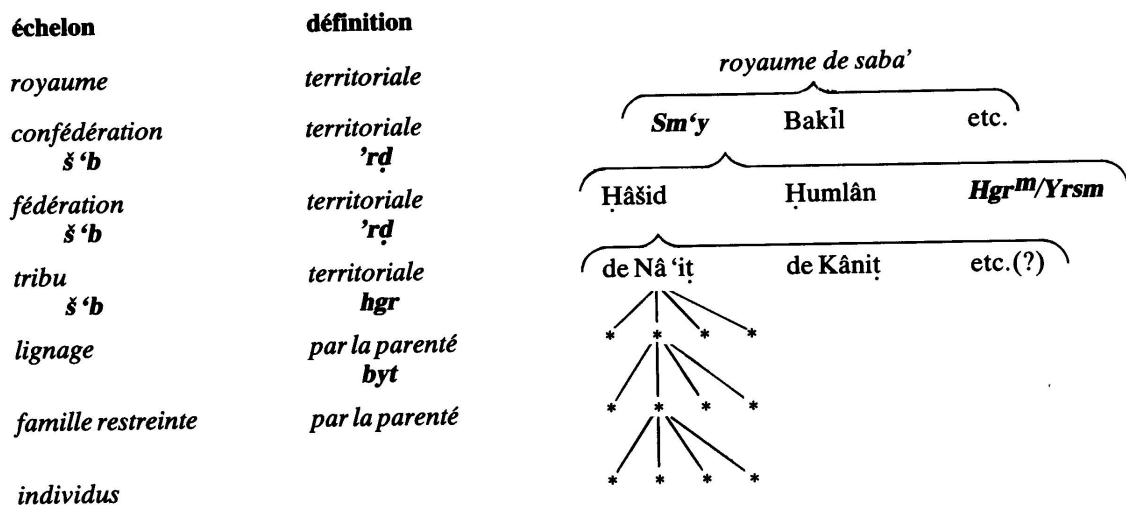 échelon définition
royaume de saba’
royaume territoriale
Sm‘y Bakīl etc.
confédération territoriale
š ‘b ’rḍ
Ḥâšid Ḥumlân Hgrᵐ/Yrsm
fédération territoriale
š ‘b ’rḍ
de Nâ ‘iṭ de Kâniṭ etc.(?)
tribu territoriale
š ‘b hgr
* * * *
lignage par la parenté
byt
* * * *
famille restreinte par la parenté
* * * *
individus